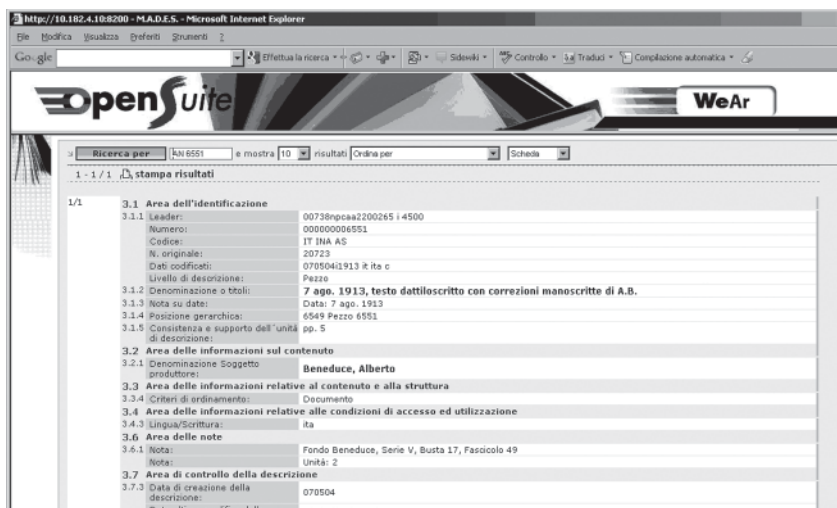 http://10.182.4.10:8200 - M.A.D.E.S. - Microsoft Internet Explorer
File Modifica Visualizza Preferiti Strumenti ?
Google Effettua la ricerca Sidewiki Controllo Traduci Compilazione automatica
OpenSuite WeAr
Ricerca per AN 6551 e mostra 10 risultati Ordina per Scheda
1 - 1 / 1 stampa risultati
1/1 3.1 Area dell'identificazione
3.1.1 Leader: 00738npcaa2200265 i 4500
Numero: 000000006551
Codice: IT INA AS
N. originale: 20723
Dati codificati: 070504i1913 it ita c
Livello di descrizione: Pezzo
3.1.2 Denominazione o titoli: 7 ago. 1913, testo dattiloscritto con correzioni manoscritte di A.B.
3.1.3 Nota su date: Data: 7 ago. 1913
3.1.4 Posizione gerarchica: 6549 Pezzo 6551
3.1.5 Consistenza e supporto dell´unità pp. 5
di descrizione:
3.2 Area delle informazioni sul contenuto
3.2.1 Denominazione Soggetto
produttore: Beneduce, Alberto
3.3 Area delle informazioni relative al contenuto e alla struttura
3.3.4 Criteri di ordinamento: Documento
3.4 Area delle informazioni relative alle condizioni di accesso ed utilizzazione
3.4.3 Lingua/Scrittura: ita
3.6 Area delle note
3.6.1 Nota: Fondo Beneduce, Serie V, Busta 17, Fascicolo 49
Nota: Unità: 2
3.7 Area di controllo della descrizione
3.7.3 Data di creazione della
descrizione: 070504